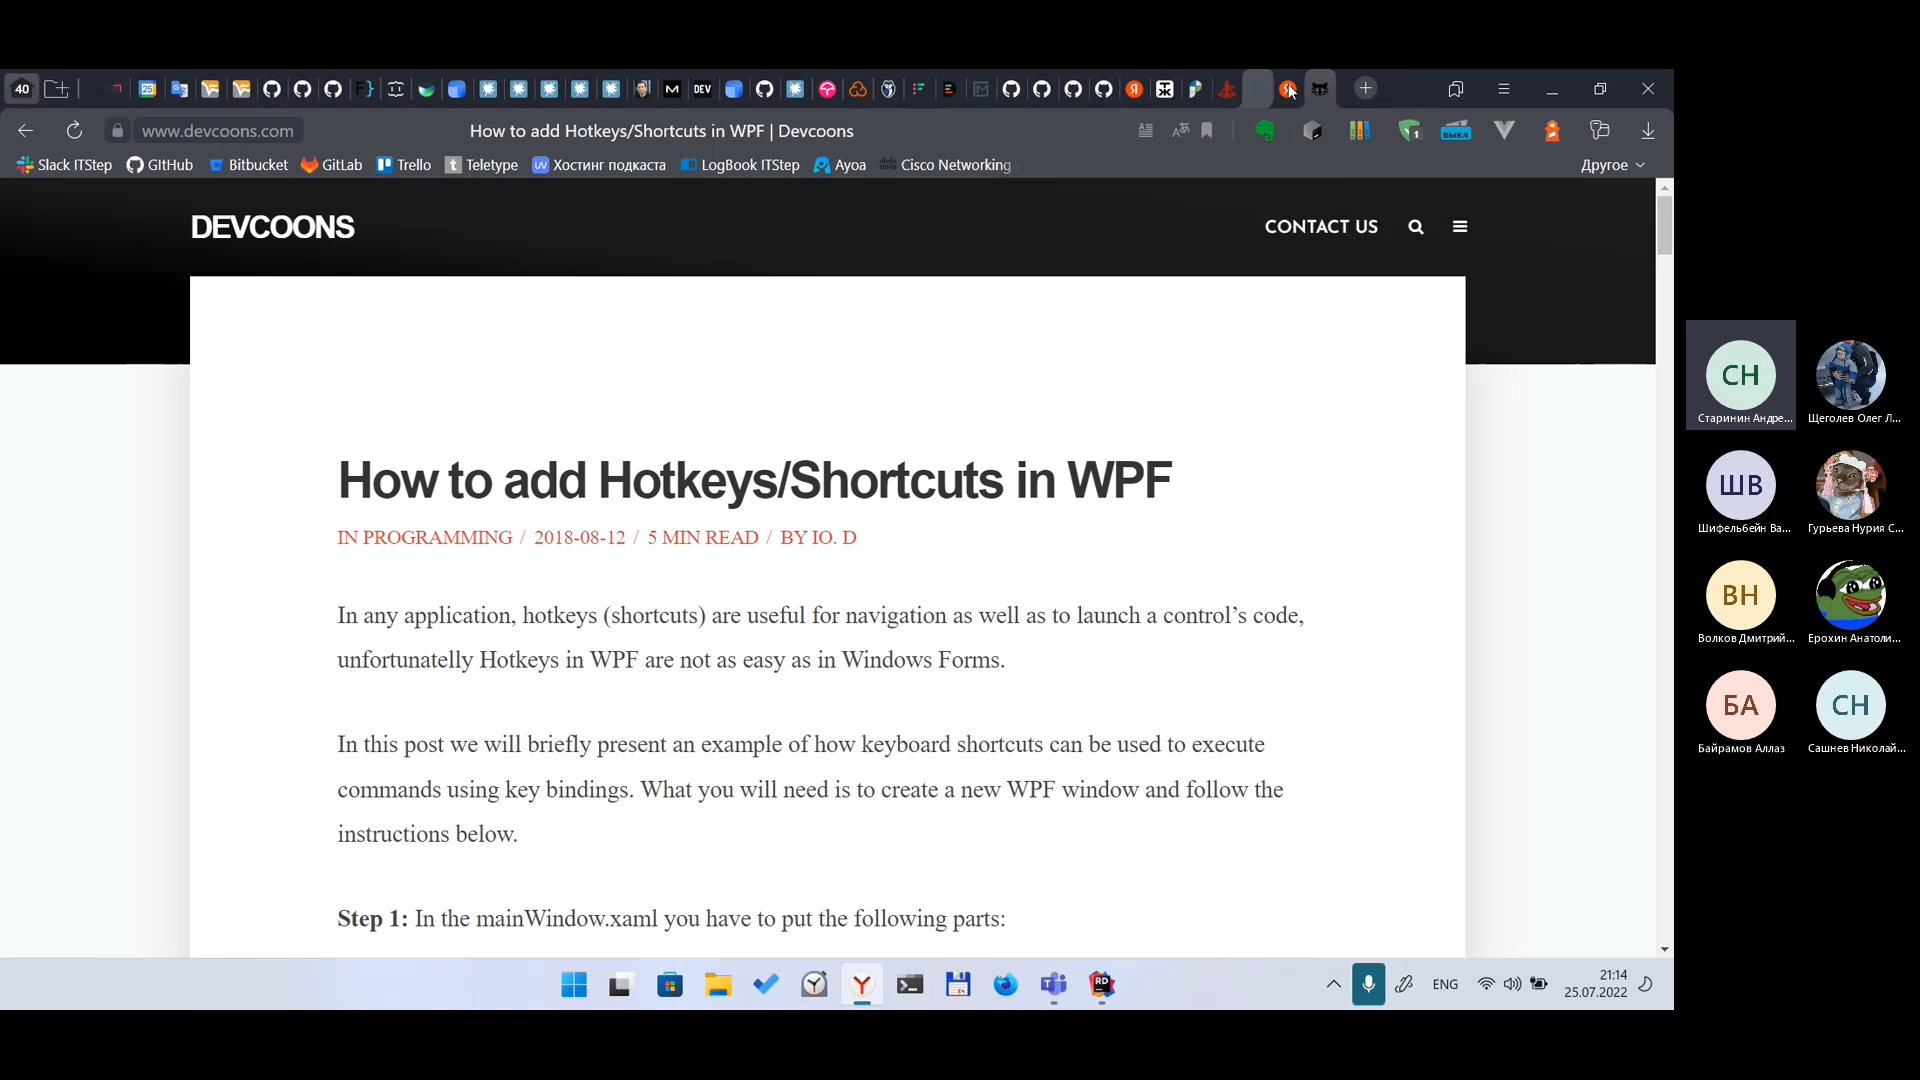 40
25
DEV
www.devcoons.com
How to add Hotkeys/Shortcuts in WPF | Devcoons
1
выкл
Slack ITStep
GItHub
Bitbucket
GitLab
Trello
Teletype
Хостинг подкаста
LogBook ITStep
Ayoa
Cisco Networking
Другое
DEVCOONS
CONTACT US
How to add Hotkeys/Shortcuts in WPF
IN PROGRAMMING / 2018-08-12 / 5 MIN READ / BY IO. D
In any application, hotkeys (shortcuts) are useful for navigation as well as to launch a control’s code,
unfortunatelly Hotkeys in WPF are not as easy as in Windows Forms.
In this post we will briefly present an example of how keyboard shortcuts can be used to execute
commands using key bindings. What you will need is to create a new WPF window and follow the
instructions below.
Step 1: In the mainWindow.xaml you have to put the following parts:
ENG
21:14
25.07.2022
СН
Старинин Андре...
Щеголев Олег Л...
ШВ
Шифельбейн Ва...
Гурьева Нурия С...
ВН
Волков Дмитрий...
Ерохин Анатоли...
БА
Байрамов Аллаз
СН
Сашнев Николай...